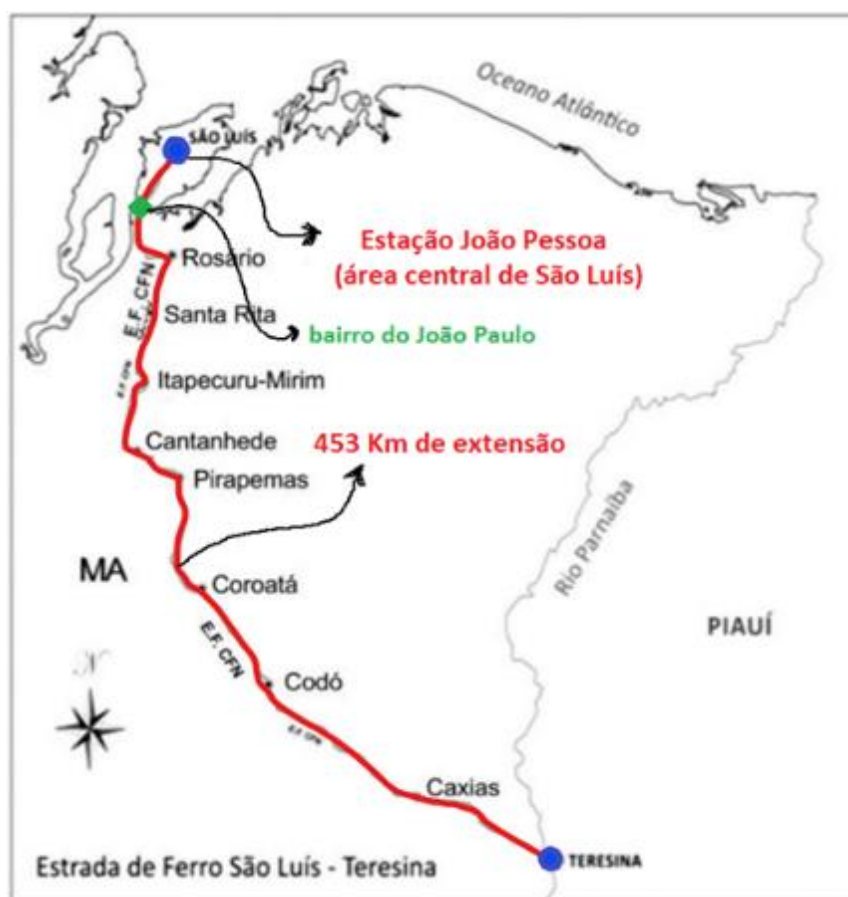 Oceano Atlântico
SÃO LUÍS
Estação João Pessoa
(área central de São Luís)
Rosário
E.F. CFN
Santa Rita
bairro do João Paulo
E.F. CFN
Itapecuru-Mirim
Cantanhede
453 Km de extensão
Pirapemas
Rio Parnaíba
MA
Coroatá
E.F. CFN
PIAUÍ
Codó
E.F. CFN
Caxias
TERESINA
Estrada de Ferro São Luís - Teresina